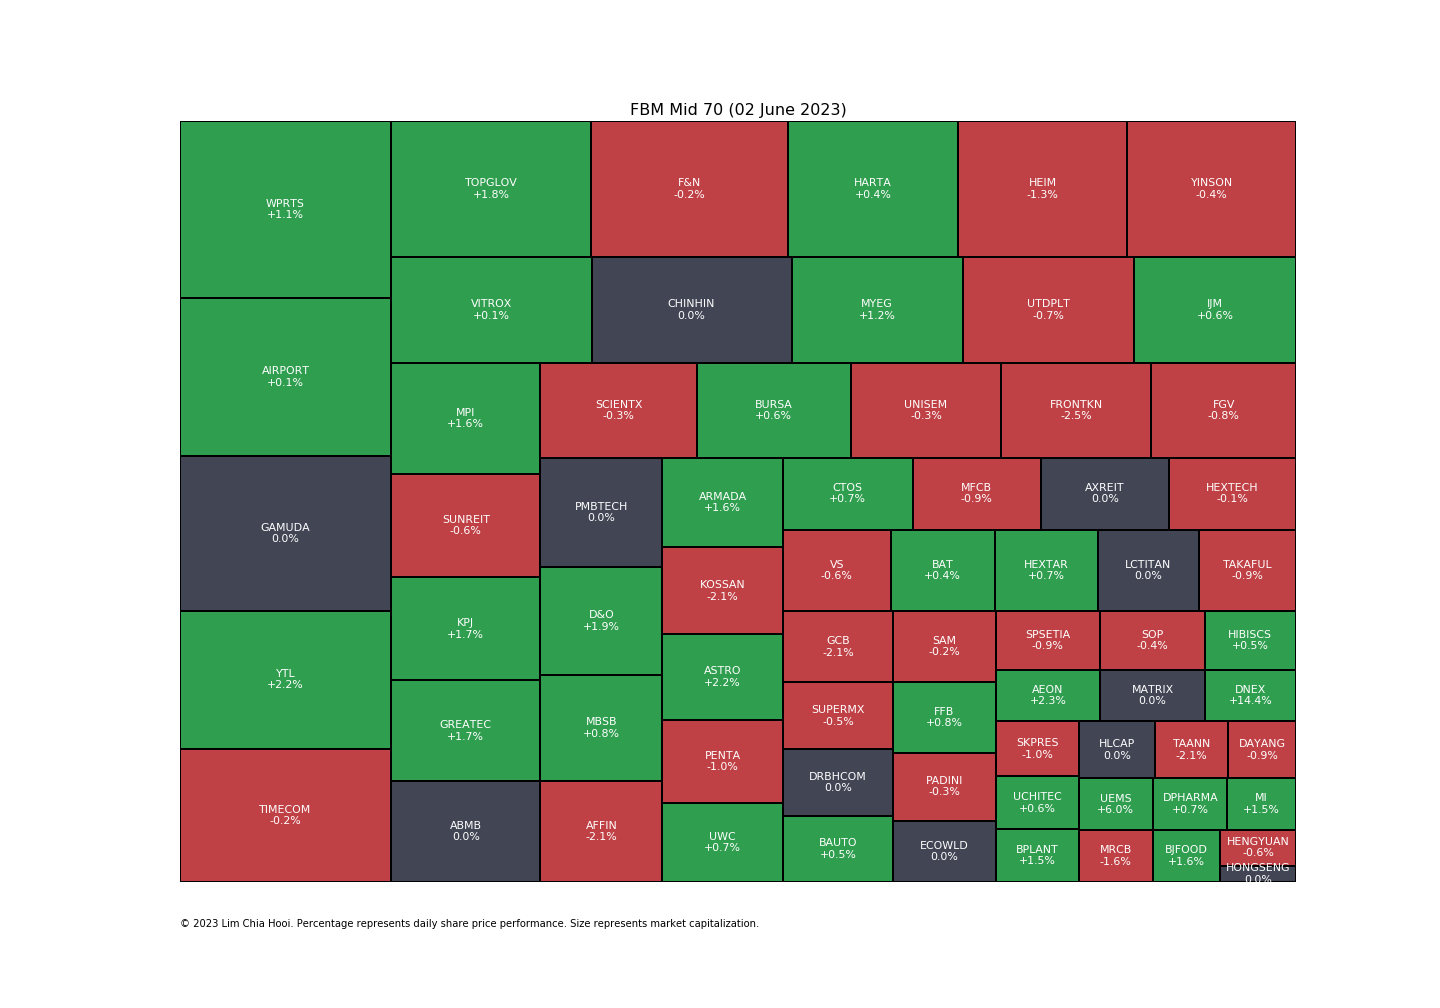 FBM Mid 70 (02 June 2023)
WPRTS
+1.1%
AIRPORT
+0.1%
GAMUDA
0.0%
YTL
+2.2%
TIMECOM
-0.2%
TOPGLOV
+1.8%
F&N
-0.2%
HARTA
+0.4%
HEIM
-1.3%
YINSON
-0.4%
VITROX
+0.1%
CHINHIN
0.0%
MYEG
+1.2%
UTDPLT
-0.7%
IJM
+0.6%
MPI
+1.6%
SUNREIT
-0.6%
KPJ
+1.7%
GREATEC
+1.7%
ABMB
0.0%
SCIENTX
-0.3%
BURSA
+0.6%
UNISEM
-0.3%
FRONTKN
-2.5%
FGV
-0.8%
PMBTECH
0.0%
D&O
+1.9%
MBSB
+0.8%
AFFIN
-2.1%
ARMADA
+1.6%
KOSSAN
-2.1%
ASTRO
+2.2%
PENTA
-1.0%
UWC
+0.7%
CTOS
+0.7%
MFCB
-0.9%
AXREIT
0.0%
HEXTECH
-0.1%
VS
-0.6%
BAT
+0.4%
HEXTAR
+0.7%
LCTITAN
0.0%
TAKAFUL
-0.9%
GCB
-2.1%
SUPERMX
-0.5%
DRBHCOM
0.0%
BAUTO
+0.5%
SAM
-0.2%
FFB
+0.8%
PADINI
-0.3%
ECOWLD
0.0%
SPSETIA
-0.9%
SOP
-0.4%
HIBISCS
+0.5%
AEON
+2.3%
MATRIX
0.0%
DNEX
+14.4%
SKPRES
-1.0%
UCHITEC
+0.6%
BPLANT
+1.5%
HLCAP
0.0%
TAANN
-2.1%
DAYANG
-0.9%
UEMS
+6.0%
DPHARMA
+0.7%
MI
+1.5%
MRCB
-1.6%
BJFOOD
+1.6%
HENGYUAN
-0.6%
HONGSENG
0.0%
© 2023 Lim Chia Hooi. Percentage represents daily share price performance. Size represents market capitalization.